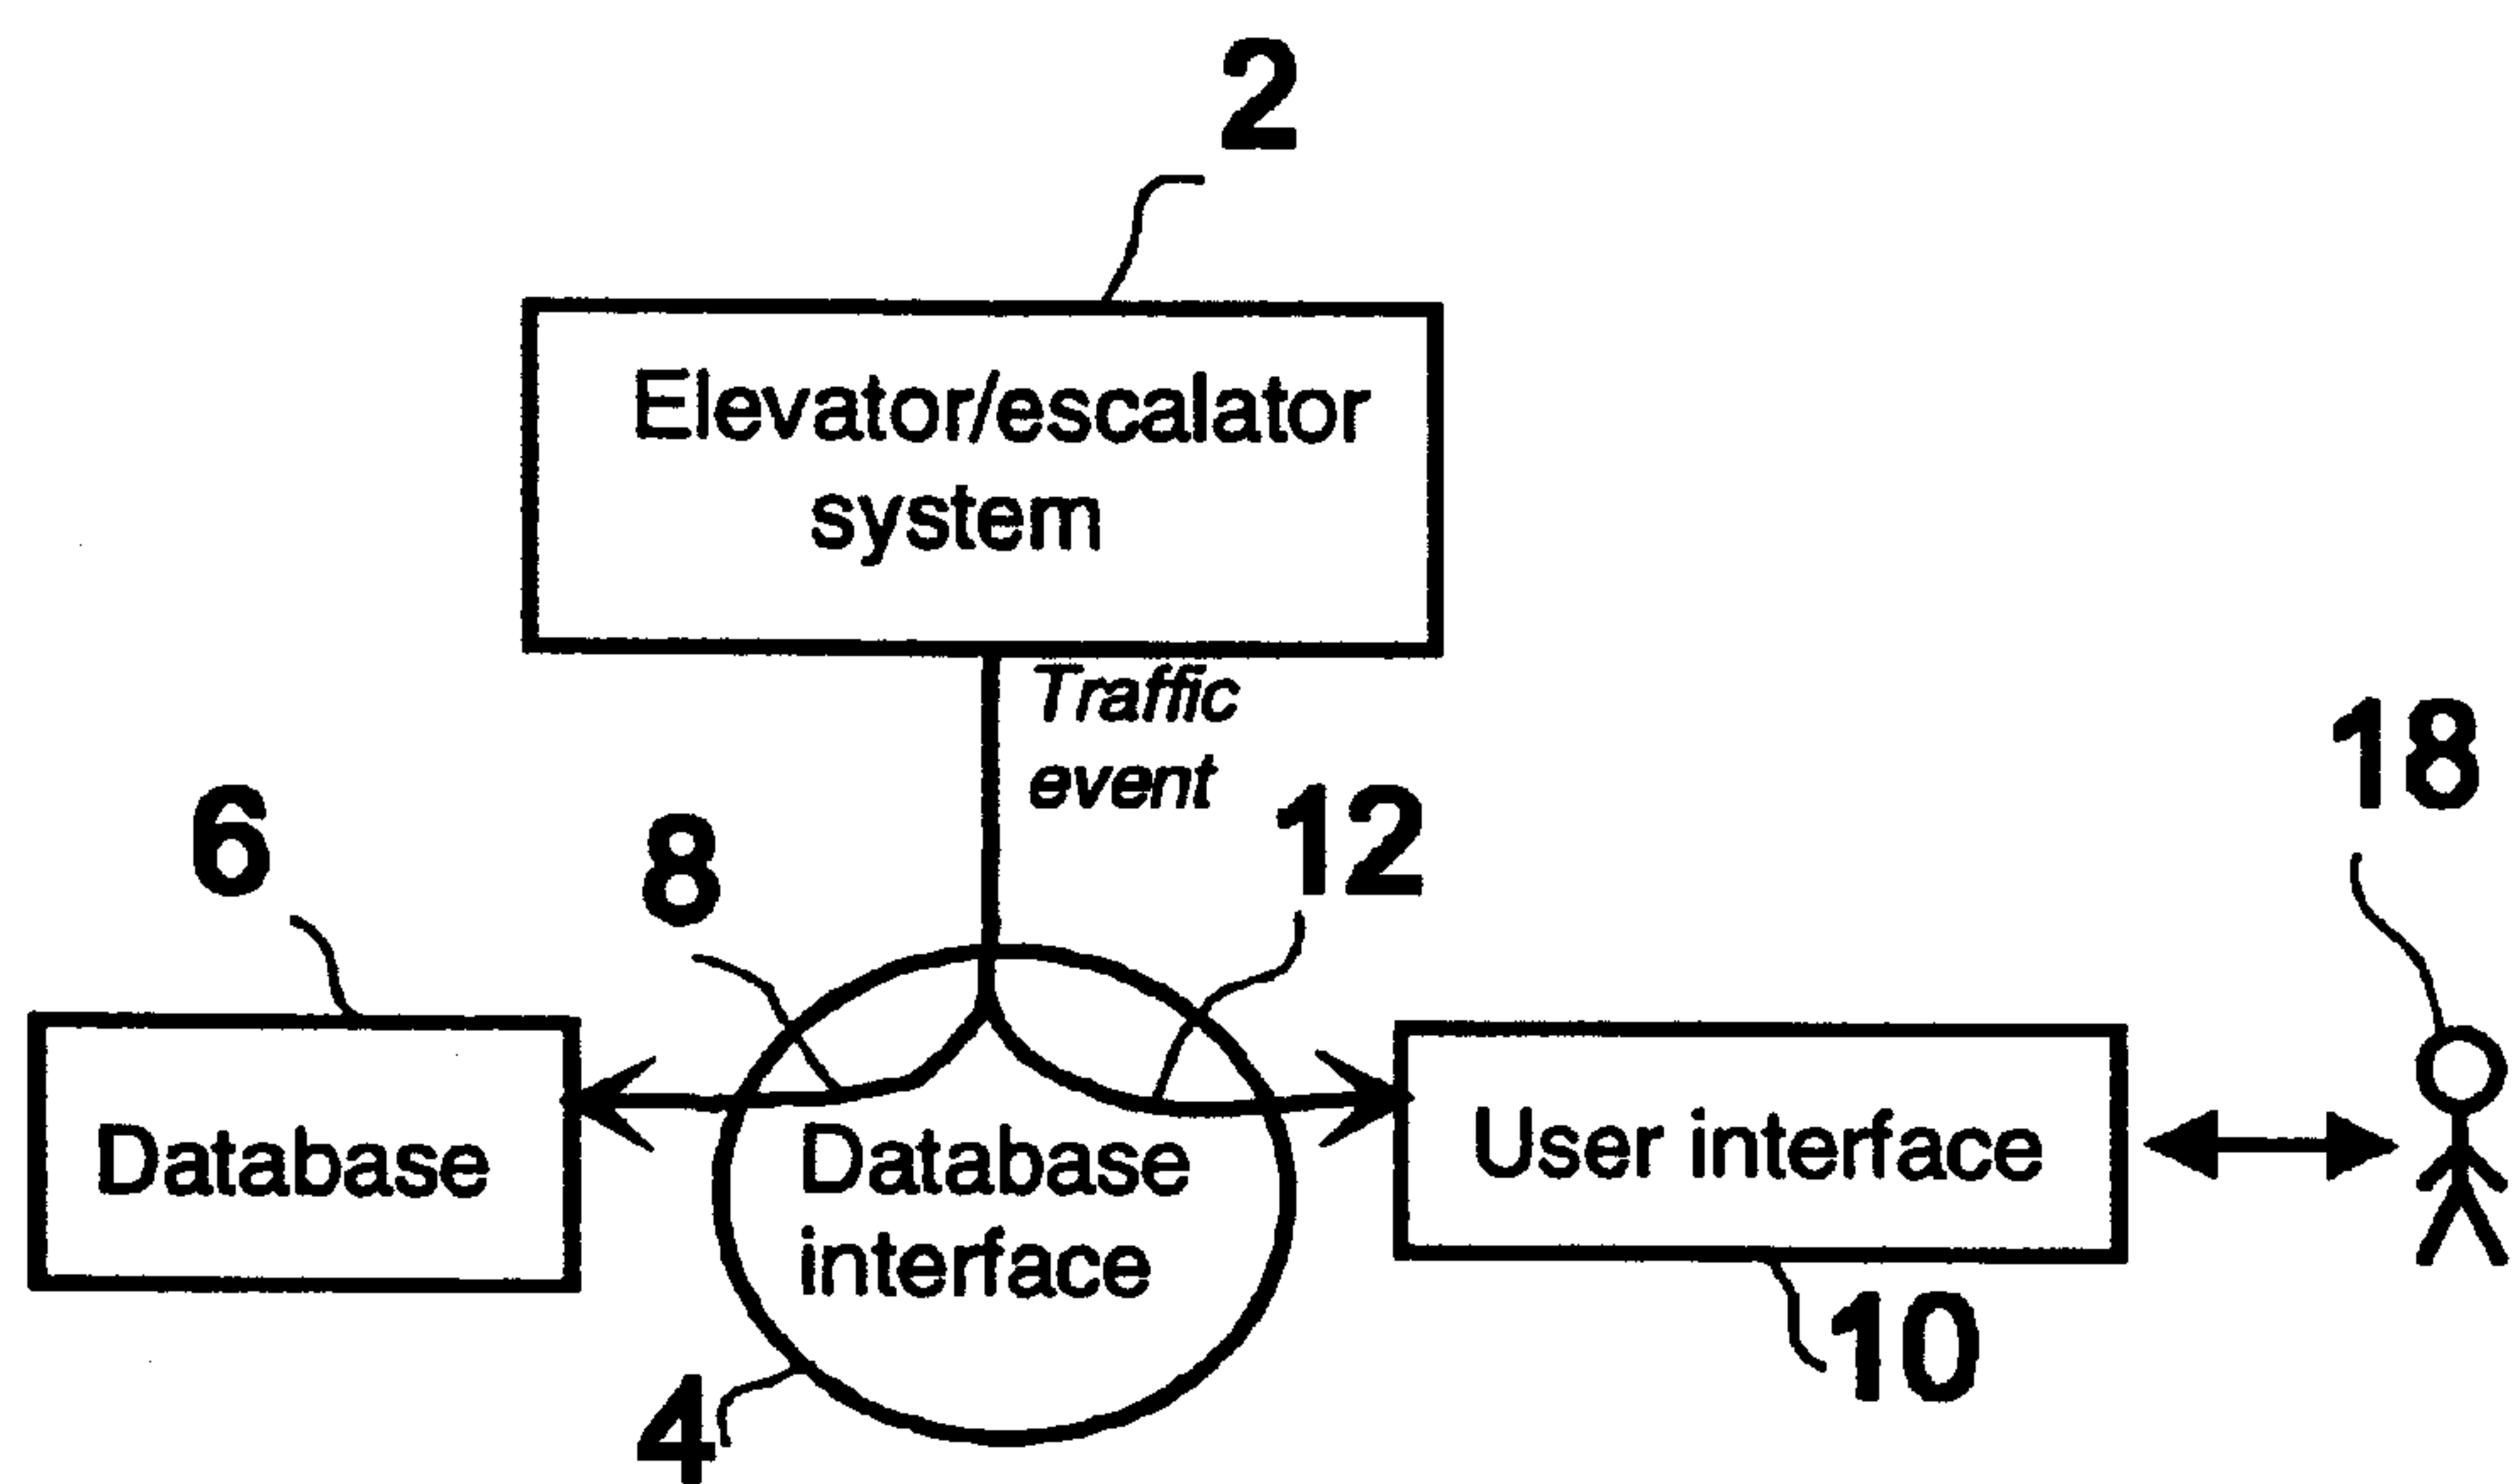 2
Elevator/escalator
system
Traffic
event
18
6
8
12
Database
Database
interface
User interface
10
4